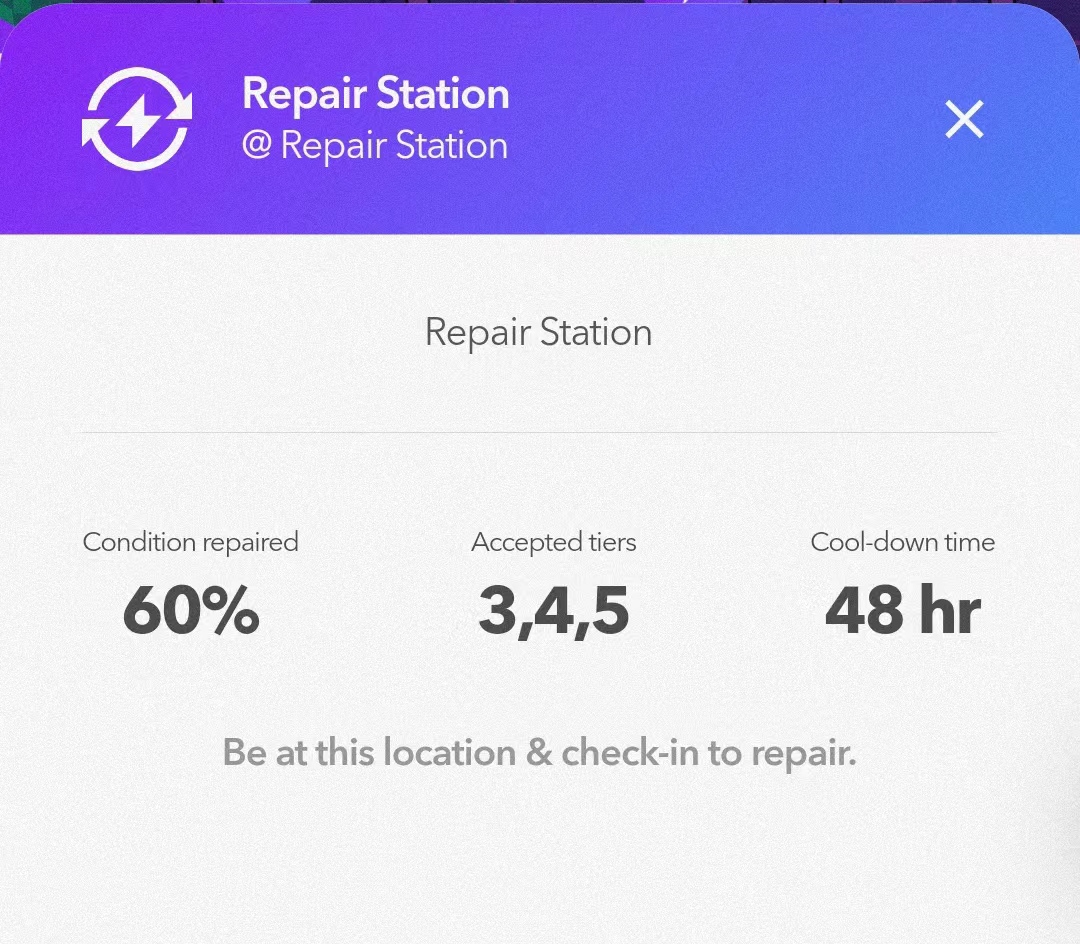 Repair Station
@ Repair Station
Repair Station
Condition repaired
60%
Accepted tiers
3,4,5
Cool-down time
48 hr
Be at this location & check-in to repair.